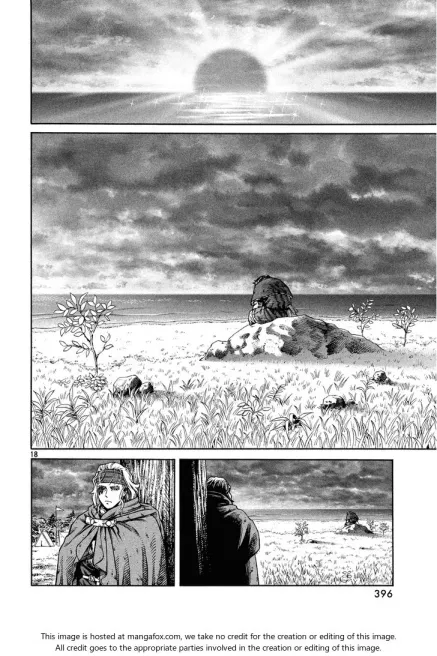 18
396
This image is hosted at mangafox.com, we take no credit for the creation or editing of this image.
All credit goes to the appropriate parties involved in the creation or editing of this image.